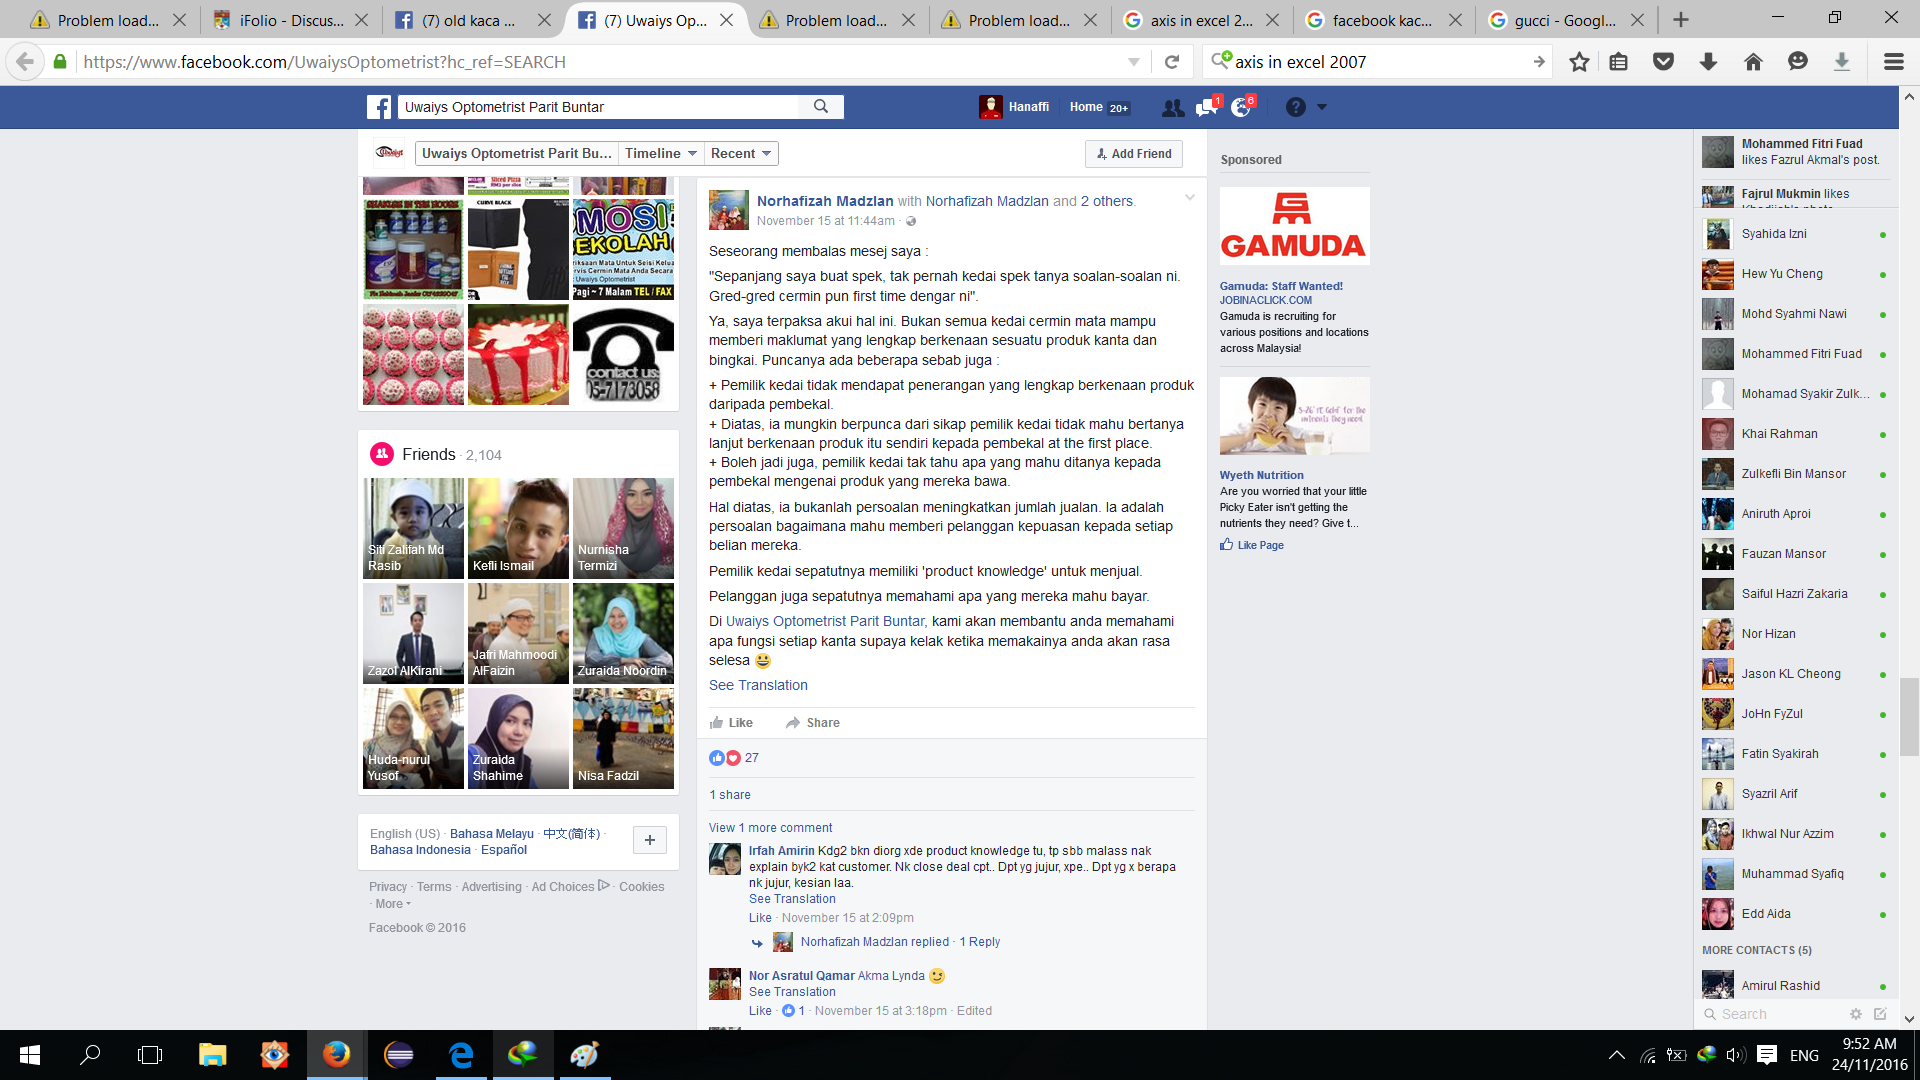 Problem load...
iFolio - Discus...
(7) old kaca ...
(7) Uwaiys Op...
Problem load...
Problem load...
axis in excel 2...
facebook kac...
gucci - Googl...
https://www.facebook.com/UwaiysOptometrist?hc_ref=SEARCH
axis in excel 2007
Uwaiys Optometrist Parit Buntar
Hanaffi
Home 20+
1
6
Uwaiys Optometrist Parit Bu...
Timeline
Recent
Add Friend
CURVE BLACK
MOSI
EKOLAH
Pagi ~ 7 Malam TEL / FAX
contact us:
05-7173058
Friends · 2,104
Siti Zalifah Md Rasib
Kefli Ismail
Nurnisha Termizi
Zazol AlKirani
Jafri Mahmoodi AlFaizin
Zuraida Noordin
Huda-nurul Yusof
Zuraida Shahime
Nisa Fadzil
English (US) · Bahasa Melayu · 中文(简体) ·
Bahasa Indonesia · Español
Privacy · Terms · Advertising · Ad Choices · Cookies
· More
Facebook © 2016
Norhafizah Madzlan with Norhafizah Madzlan and 2 others.
November 15 at 11:44am ·
Seseorang membalas mesej saya :
"Sepanjang saya buat spek, tak pernah kedai spek tanya soalan-soalan ni.
Gred-gred cermin pun first time dengar ni".
Ya, saya terpaksa akui hal ini. Bukan semua kedai cermin mata mampu
memberi maklumat yang lengkap berkenaan sesuatu produk kanta dan
bingkai. Puncanya ada beberapa sebab juga :
+ Pemilik kedai tidak mendapat penerangan yang lengkap berkenaan produk
daripada pembekal.
+ Diatas, ia mungkin berpunca dari sikap pemilik kedai tidak mahu bertanya
lanjut berkenaan produk itu sendiri kepada pembekal at the first place.
+ Boleh jadi juga, pemilik kedai tak tahu apa yang mahu ditanya kepada
pembekal mengenai produk yang mereka bawa.
Hal diatas, ia bukanlah persoalan meningkatkan jumlah jualan. Ia adalah
persoalan bagaimana mahu memberi pelanggan kepuasan kepada setiap
belian mereka.
Pemilik kedai sepatutnya memiliki 'product knowledge' untuk menjual.
Pelanggan juga sepatutnya memahami apa yang mereka mahu bayar.
Di Uwaiys Optometrist Parit Buntar, kami akan membantu anda memahami
apa fungsi setiap kanta supaya kelak ketika memakainya anda akan rasa
selesa 😃
See Translation
Like
Share
27
1 share
View 1 more comment
Irfah Amirin Kdg2 bkn diorg xde product knowledge tu, tp sbb malass nak
explain byk2 kat customer. Nk close deal cpt.. Dpt yg jujur, xpe.. Dpt yg x berapa
nk jujur, kesian laa.
See Translation
Like · November 15 at 2:09pm
Norhafizah Madzlan replied · 1 Reply
Nor Asratul Qamar Akma Lynda 😉
See Translation
Like · 1 · November 15 at 3:18pm · Edited
Sponsored
GAMUDA
Gamuda: Staff Wanted!
JOBINACLICK.COM
Gamuda is recruiting for
various positions and locations
across Malaysia!
Wyeth Nutrition
Are you worried that your little
Picky Eater isn't getting the
nutrients they need? Give t...
Like Page
Mohammed Fitri Fuad
likes Fazrul Akmal's post.
Fajrul Mukmin likes
Syahida Izni
Hew Yu Cheng
Mohd Syahmi Nawi
Mohammed Fitri Fuad
Mohamad Syakir Zulk...
Khai Rahman
Zulkefli Bin Mansor
Aniruth Aproi
Fauzan Mansor
Saiful Hazri Zakaria
Nor Hizan
Jason KL Cheong
JoHn FyZul
Fatin Syakirah
Syazril Arif
Ikhwal Nur Azzim
Muhammad Syafiq
Edd Aida
MORE CONTACTS (5)
Amirul Rashid
Search
ENG
9:52 AM
24/11/2016